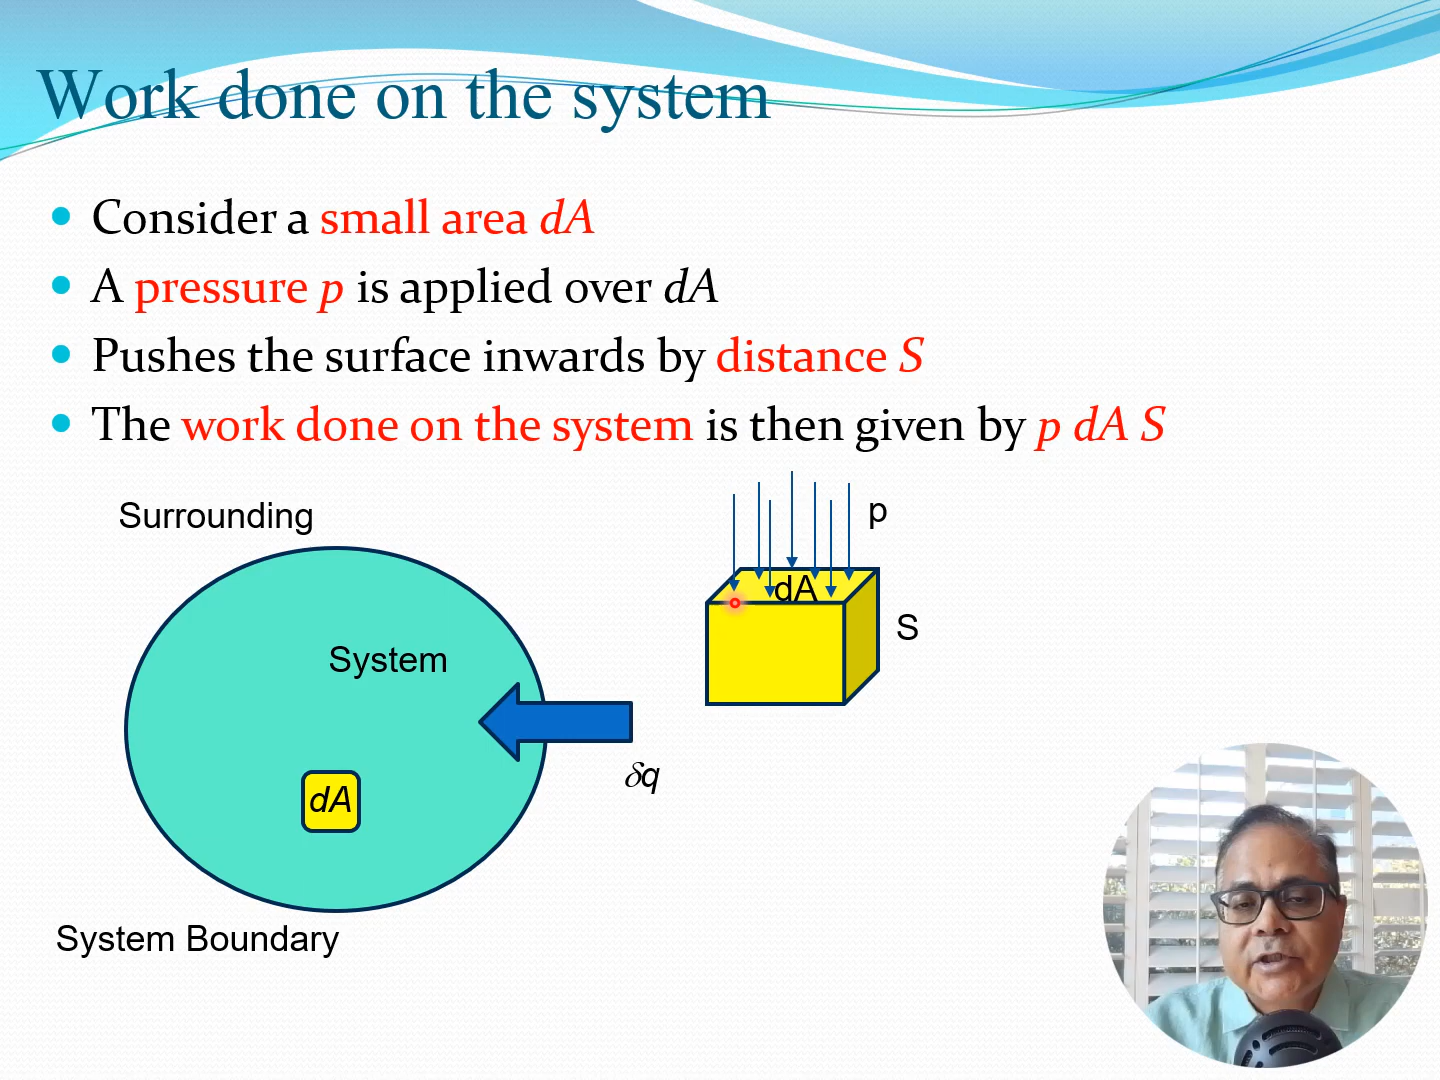 Work done on the system
Consider a small area dA
A pressure p is applied over dA
Pushes the surface inwards by distance S
The work done on the system is then given by p dA S
Surrounding
p
dA
S
System
δq
dA
System Boundary